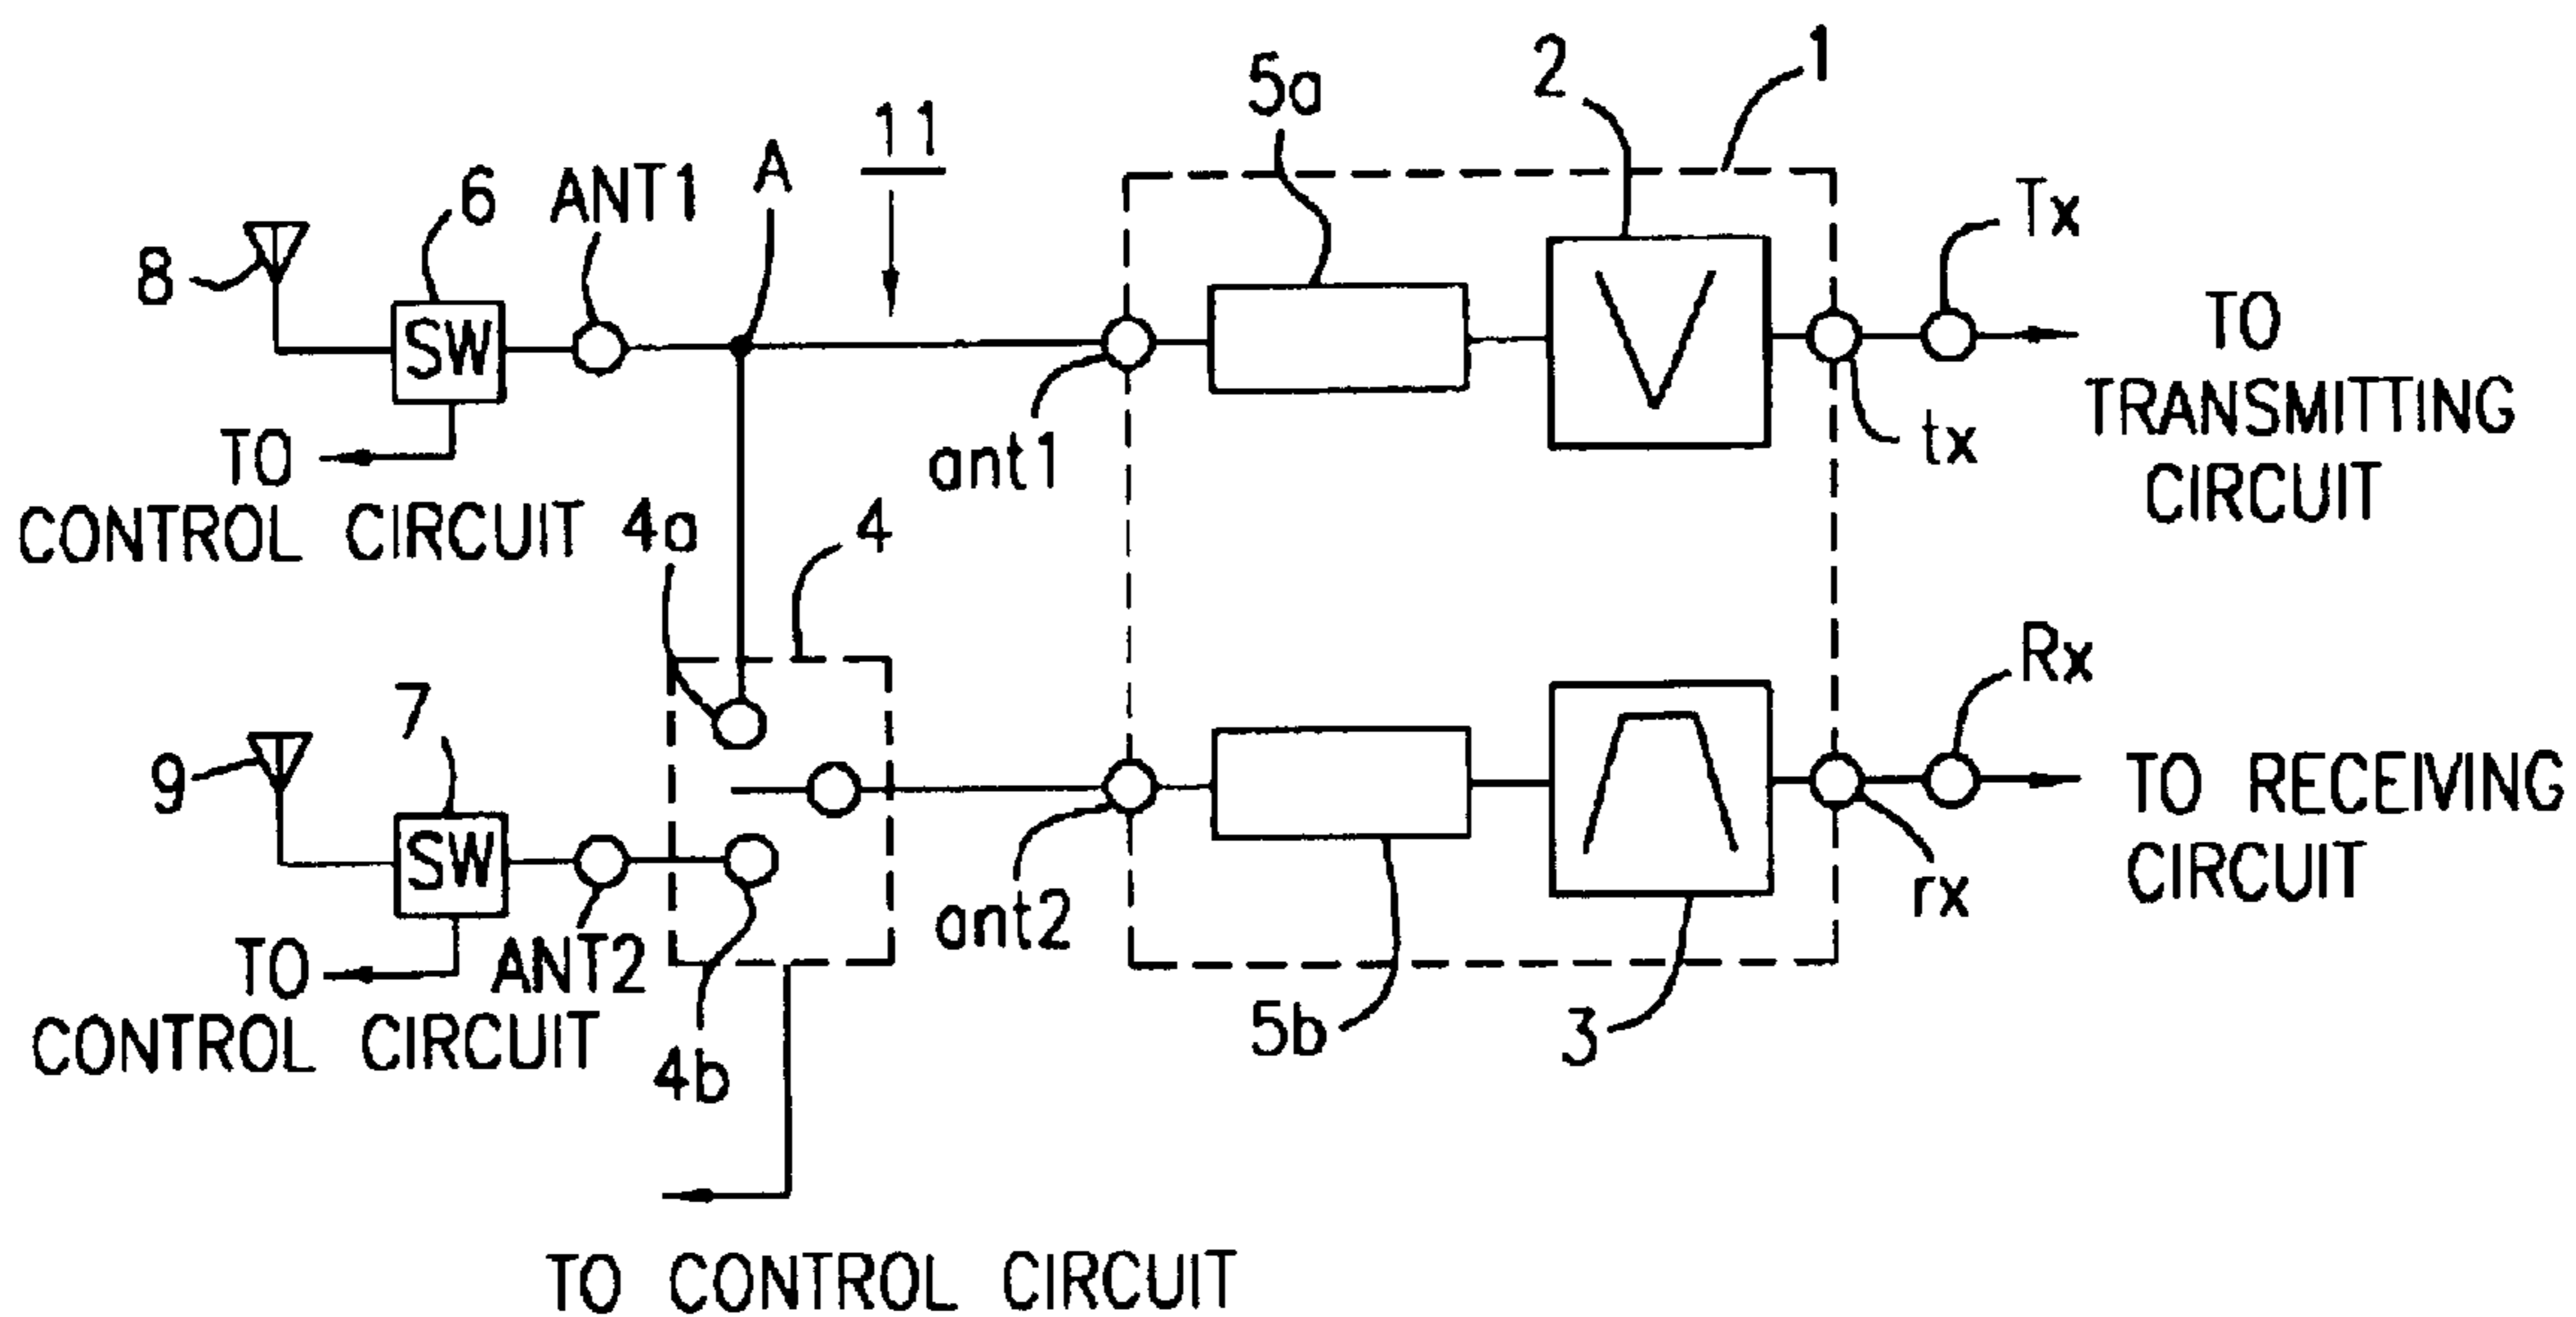 1
2
5a
11
A
6
ANT1
Tx
8
SW
TO
TRANSMITTING
CIRCUIT
tx
ant1
TO
CONTROL CIRCUIT
4a
4
Rx
7
9
SW
TO RECEIVING
CIRCUIT
rx
ant2
TO
ANT2
CONTROL CIRCUIT
4b
5b
3
TO CONTROL CIRCUIT